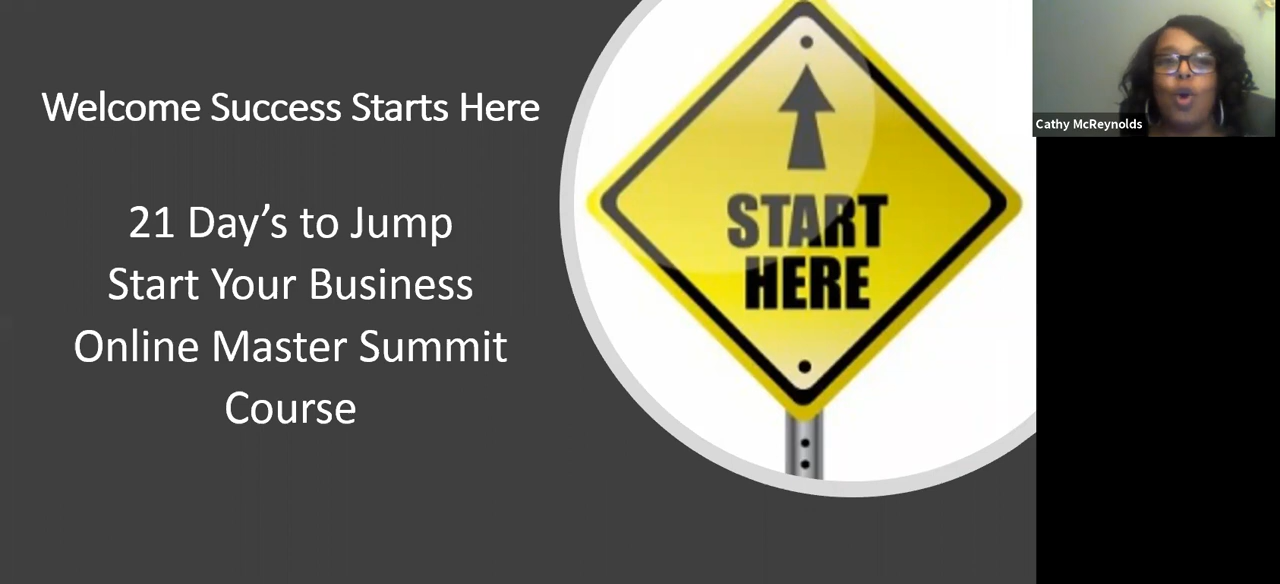 Welcome Success Starts Here
21 Day’s to Jump
Start Your Business
Online Master Summit
Course
START
HERE
Cathy McReynolds